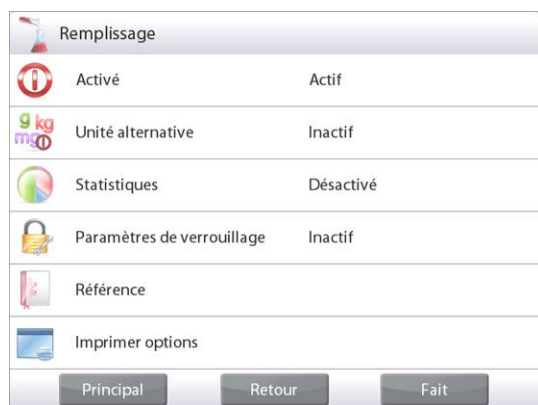 Remplissage
Activé Actif
g kg
mg
Unité alternative Inactif
Statistiques Désactivé
Paramètres de verrouillage Inactif
Référence
Imprimer options
Principal Retour Fait